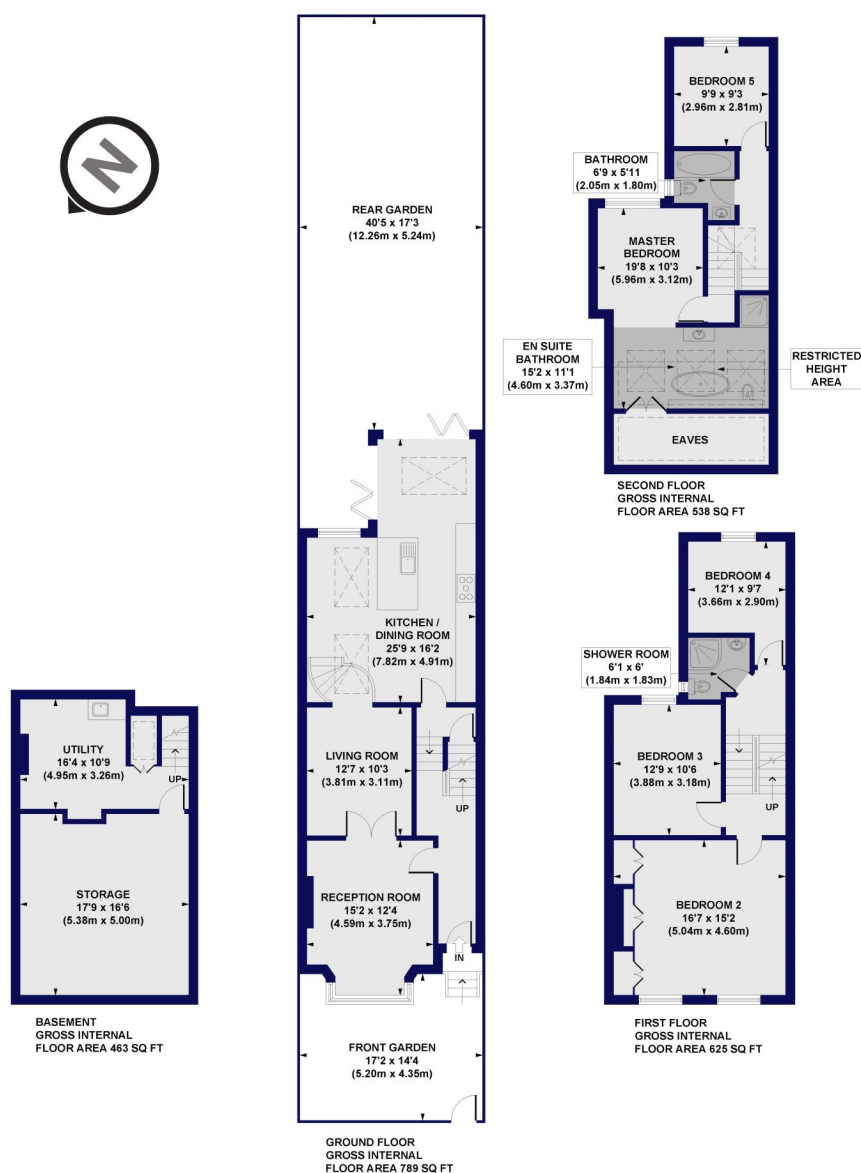 N
REAR GARDEN
40'5 x 17'3
(12.26m x 5.24m)
KITCHEN /
DINING ROOM
25'9 x 16'2
(7.82m x 4.91m)
LIVING ROOM
12'7 x 10'3
(3.81m x 3.11m)
UP
RECEPTION ROOM
15'2 x 12'4
(4.59m x 3.75m)
IN
FRONT GARDEN
17'2 x 14'4
(5.20m x 4.35m)
GROUND FLOOR
GROSS INTERNAL
FLOOR AREA 789 SQ FT
UTILITY
16'4 x 10'9
(4.95m x 3.26m)
UP
STORAGE
17'9 x 16'6
(5.38m x 5.00m)
BASEMENT
GROSS INTERNAL
FLOOR AREA 463 SQ FT
BEDROOM 5
9'9 x 9'3
(2.96m x 2.81m)
BATHROOM
6'9 x 5'11
(2.05m x 1.80m)
MASTER
BEDROOM
19'8 x 10'3
(5.96m x 3.12m)
EN SUITE
BATHROOM
15'2 x 11'1
(4.60m x 3.37m)
RESTRICTED
HEIGHT
AREA
EAVES
SECOND FLOOR
GROSS INTERNAL
FLOOR AREA 538 SQ FT
BEDROOM 4
12'1 x 9'7
(3.66m x 2.90m)
SHOWER ROOM
6'1 x 6'
(1.84m x 1.83m)
BEDROOM 3
12'9 x 10'6
(3.88m x 3.18m)
UP
BEDROOM 2
16'7 x 15'2
(5.04m x 4.60m)
FIRST FLOOR
GROSS INTERNAL
FLOOR AREA 625 SQ FT